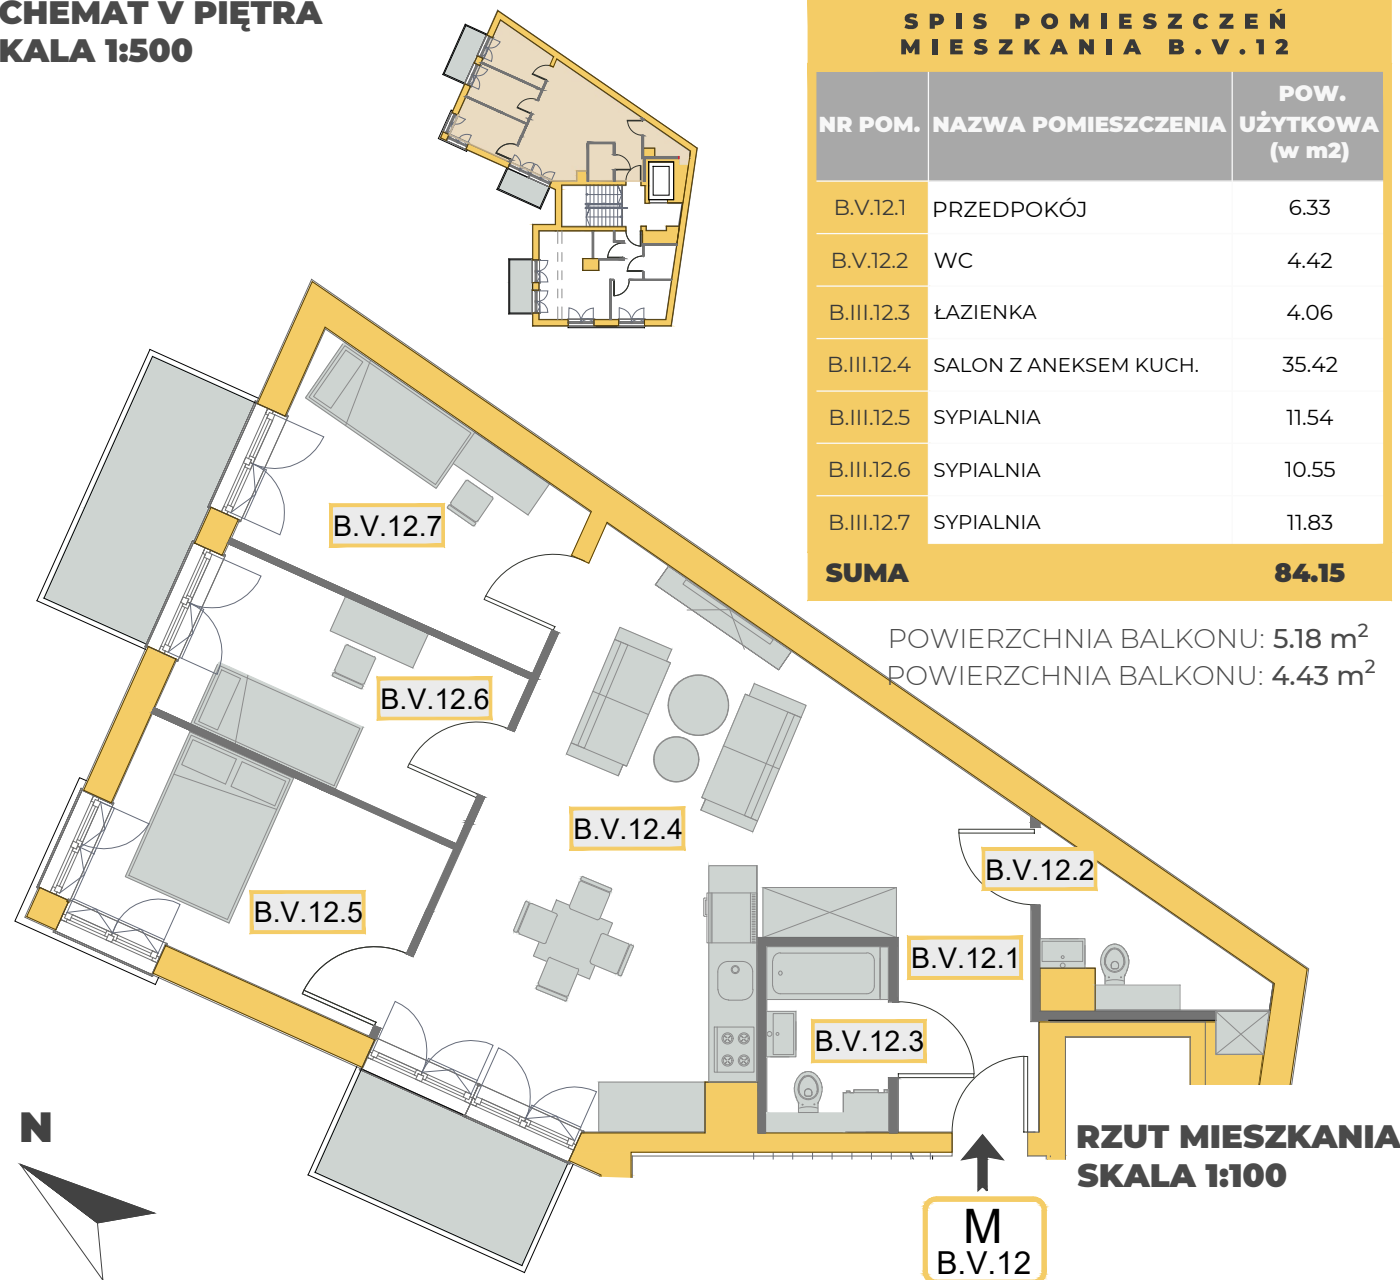 CHEMAT V PIĘTRA
KALA 1:500
SPIS POMIESZCZEŃ
MIESZKANIA B.V.12
NR POM. NAZWA POMIESZCZENIA POW. UŻYTKOWA (w m2)
B.V.12.1 PRZEDPOKÓJ 6.33
B.V.12.2 WC 4.42
B.III.12.3 ŁAZIENKA 4.06
B.III.12.4 SALON Z ANEKSEM KUCH. 35.42
B.III.12.5 SYPIALNIA 11.54
B.III.12.6 SYPIALNIA 10.55
B.III.12.7 SYPIALNIA 11.83
SUMA 84.15
POWIERZCHNIA BALKONU: 5.18 m²
POWIERZCHNIA BALKONU: 4.43 m²
B.V.12.7
B.V.12.6
B.V.12.4
B.V.12.2
B.V.12.5
B.V.12.1
B.V.12.3
N
RZUT MIESZKANIA
SKALA 1:100
M
B.V.12